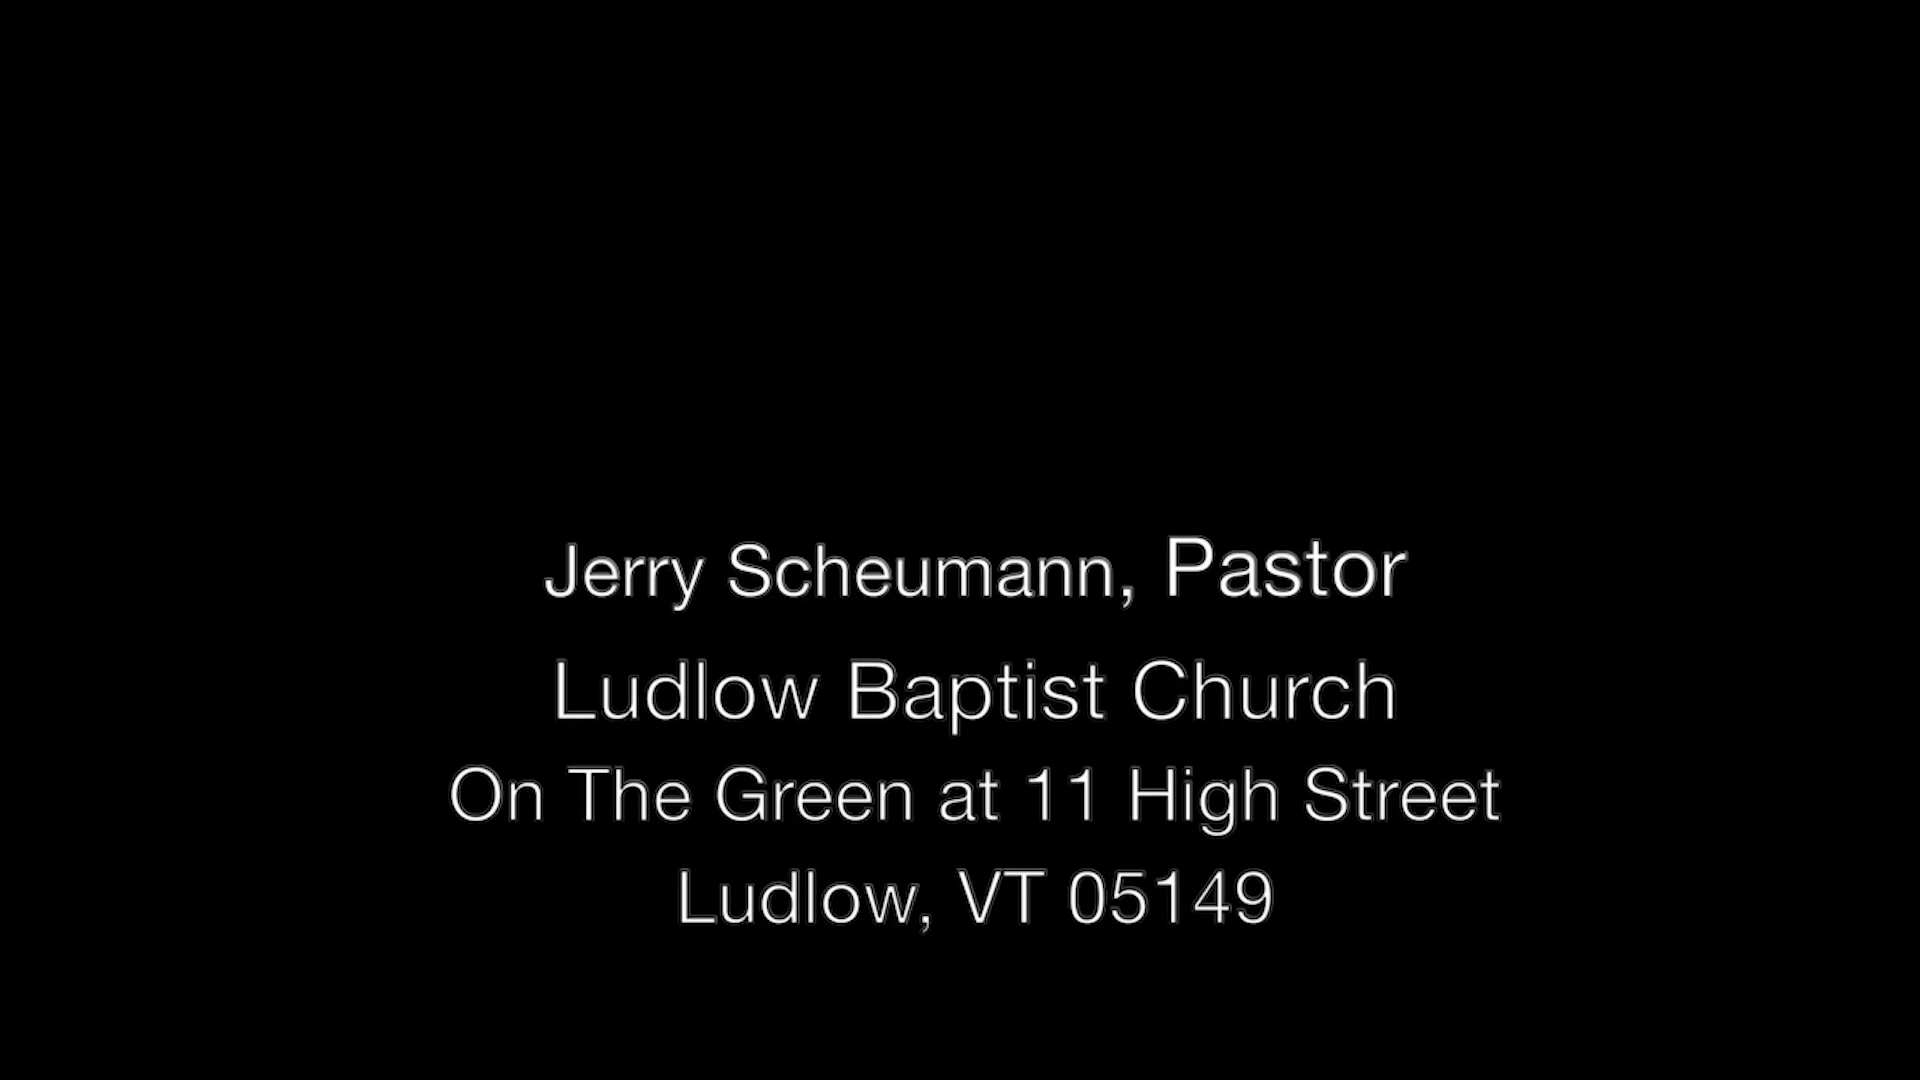 Jerry Scheumann, Pastor
Ludlow Baptist Church
On The Green at 11 High Street
Ludlow, VT 05149